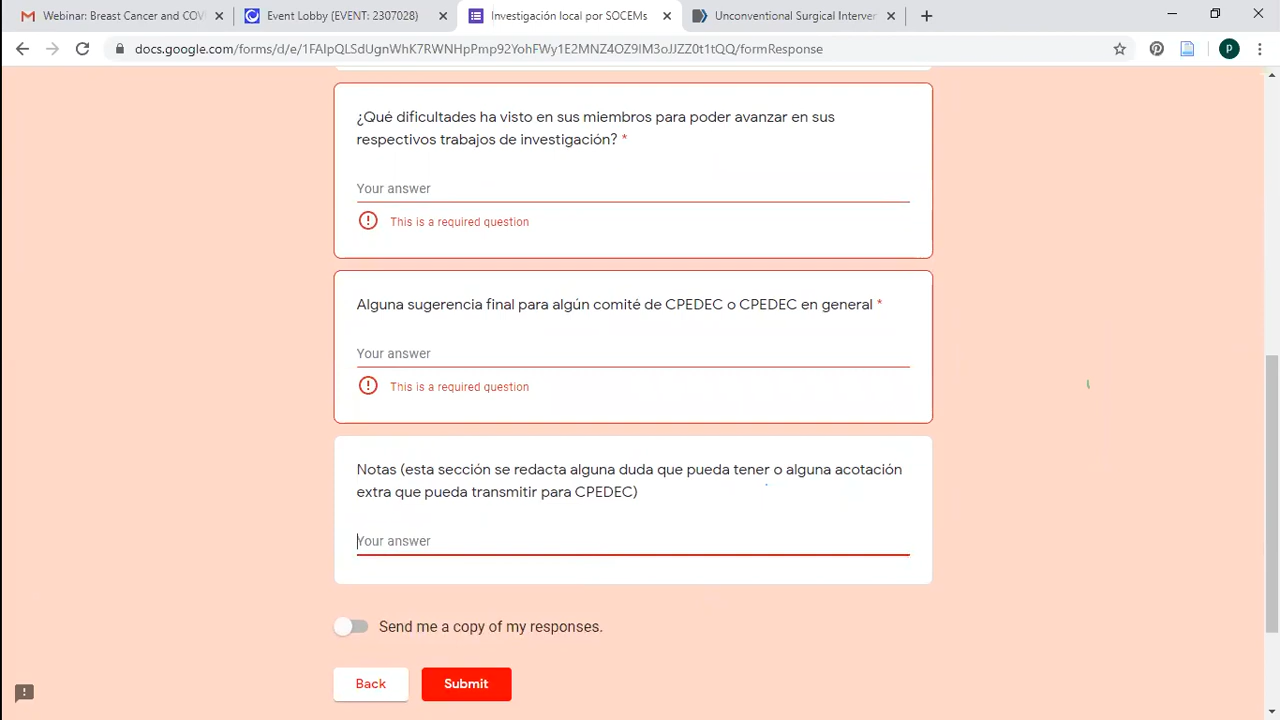 Webinar: Breast Cancer and COV
Event Lobby (EVENT: 2307028)
Investigación local por SOCEMs
Unconventional Surgical Interven
docs.google.com/forms/d/e/1FAIpQLSdUgnWhK7RWNHpPmp92YohFWy1E2MNZ4OZ9IM3oJJZZ0t1tQQ/formResponse
P
¿Qué dificultades ha visto en sus miembros para poder avanzar en sus
respectivos trabajos de investigación? *
Your answer
This is a required question
Alguna sugerencia final para algún comité de CPEDEC o CPEDEC en general *
Your answer
This is a required question
Notas (esta sección se redacta alguna duda que pueda tener o alguna acotación
extra que pueda transmitir para CPEDEC)
Your answer
Send me a copy of my responses.
Back
Submit